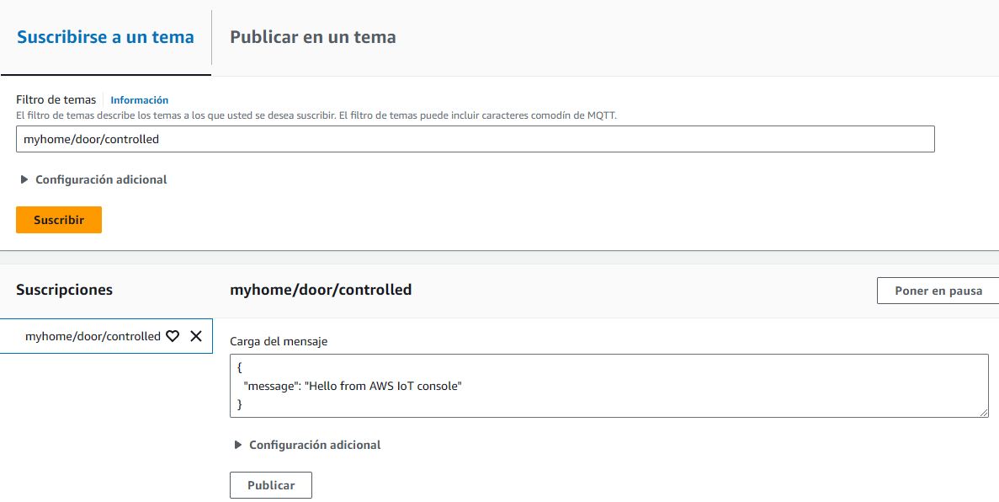 Suscribirse a un tema
Publicar en un tema
Filtro de temas
Información
El filtro de temas describe los temas a los que usted se desea suscribir. El filtro de temas puede incluir caracteres comodín de MQTT.
myhome/door/controlled
Configuración adicional
Suscribir
Suscripciones
myhome/door/controlled
Poner en pausa
myhome/door/controlled
Carga del mensaje
{
"message": "Hello from AWS IoT console"
}
Configuración adicional
Publicar